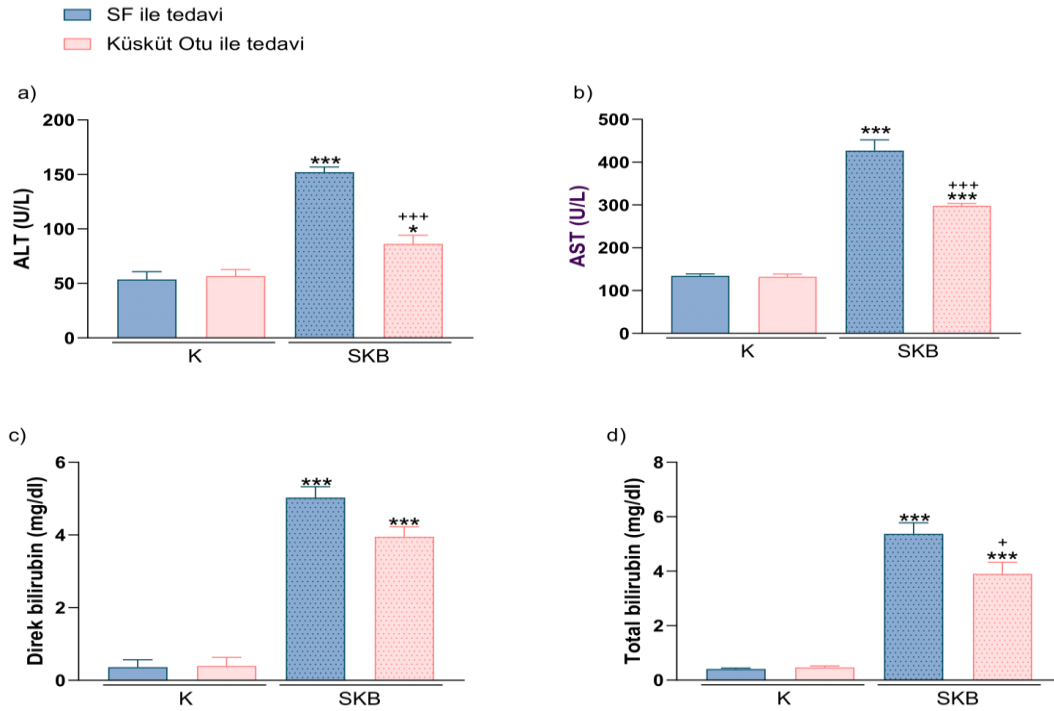 SF ile tedavi
Küsküt Otu ile tedavi
a)
ALT (U/L)
200
150
100
50
0
***
+++
*
K
SKB
b)
AST (U/L)
500
400
300
200
100
0
***
+++
***
K
SKB
c)
Direk bilirubin (mg/dl)
6
4
2
0
***
***
K
SKB
d)
Total bilirubin (mg/dl)
8
6
4
2
0
***
+
***
K
SKB